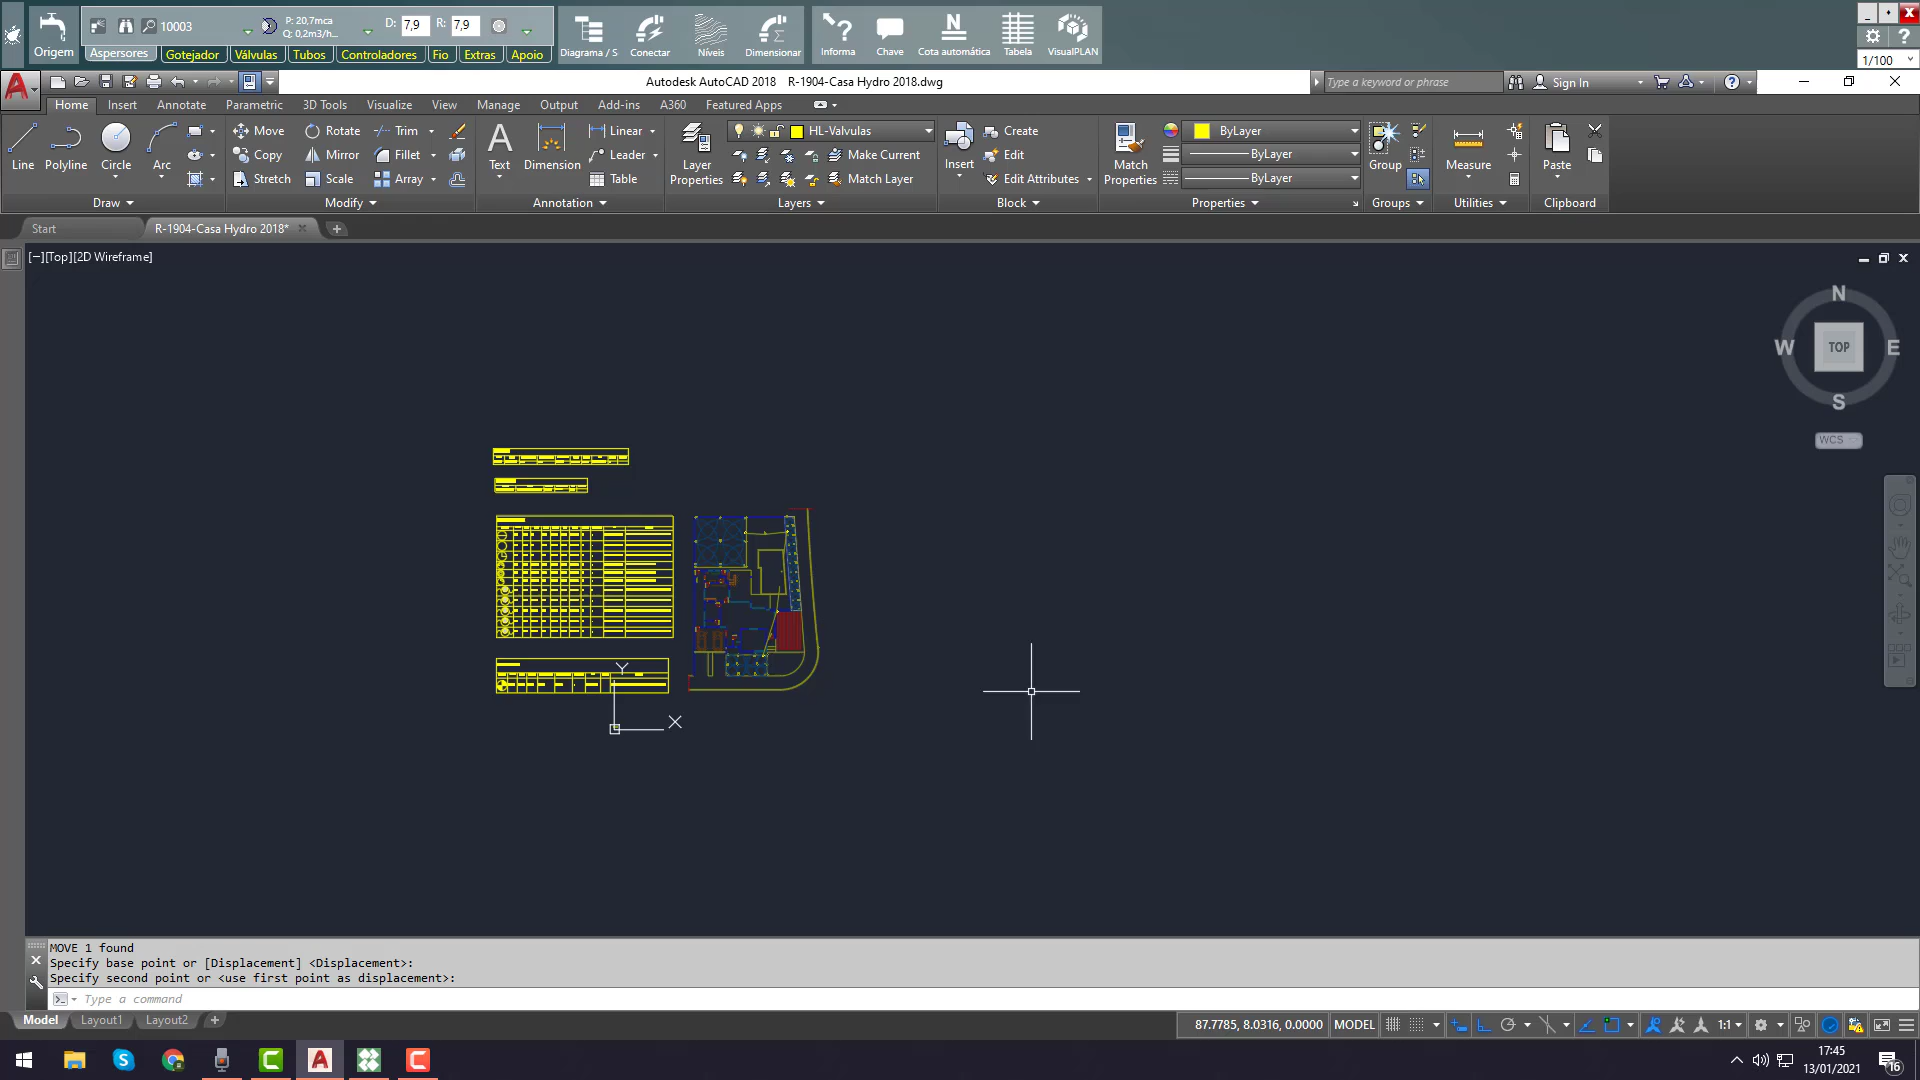 Origem
10003
P: 20,7mca
Q: 0,2m3/h...
D: 7,9
R: 7,9
Aspersores
Gotejador
Válvulas
Tubos
Controladores
Fio
Extras
Apoio
Diagrama / S
Conectar
Níveis
Dimensionar
Informa
Chave
Cota automática
Tabela
VisualPLAN
1/100
Autodesk AutoCAD 2018 R-1904-Casa Hydro 2018.dwg
Type a keyword or phrase
Sign In
Home
Insert
Annotate
Parametric
3D Tools
Visualize
View
Manage
Output
Add-ins
A360
Featured Apps
Line
Polyline
Circle
Arc
Draw
Move
Rotate
Trim
Copy
Mirror
Fillet
Stretch
Scale
Array
Modify
Text
Dimension
Linear
Leader
Table
Annotation
Layer Properties
HL-Valvulas
Make Current
Match Layer
Layers
Insert
Create
Edit
Edit Attributes
Block
Match Properties
ByLayer
ByLayer
ByLayer
Properties
Group
Groups
Measure
Utilities
Paste
Clipboard
Start
R-1904-Casa Hydro 2018*
[−][Top][2D Wireframe]
N
W
TOP
E
S
WCS
Y
X
MOVE 1 found
Specify base point or [Displacement] <Displacement>:
Specify second point or <use first point as displacement>:
Type a command
Model
Layout1
Layout2
87.7785, 8.0316, 0.0000
MODEL
1:1
17:45
13/01/2021
16